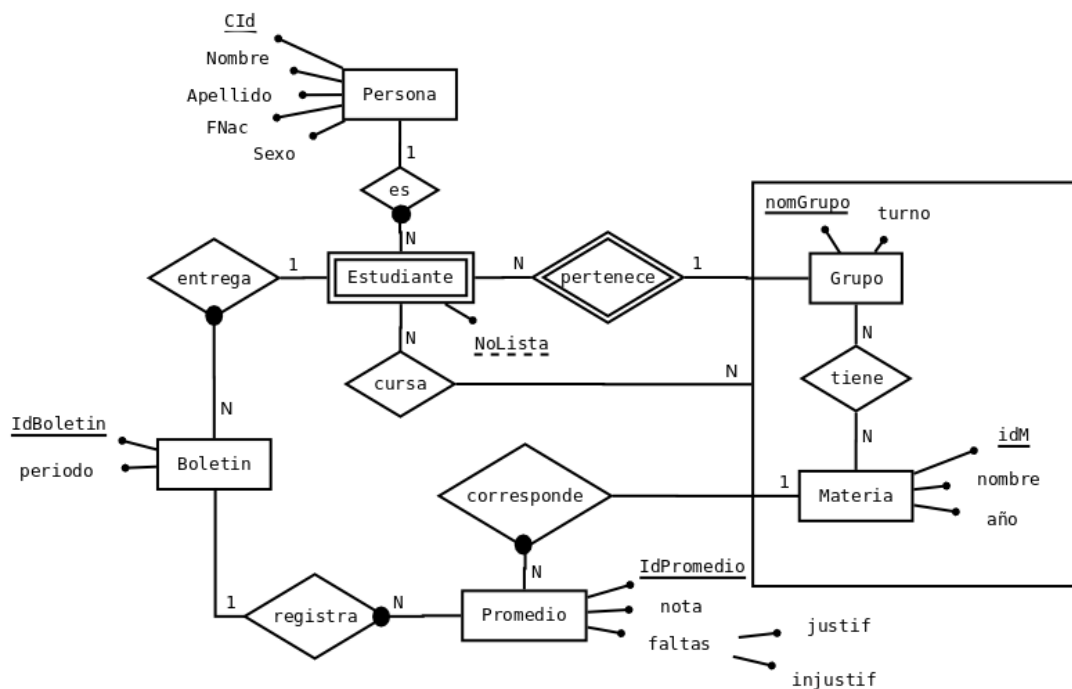 CId
Nombre
Apellido
FNac
Sexo
Persona
1
es
N
entrega
1
Estudiante
N
pertenece
1
nomGrupo
turno
Grupo
NoLista
N
cursa
N
N
tiene
N
N
IdBoletin
periodo
Boletin
corresponde
1
Materia
idM
nombre
año
N
1
registra
N
Promedio
IdPromedio
nota
faltas
justif
injustif